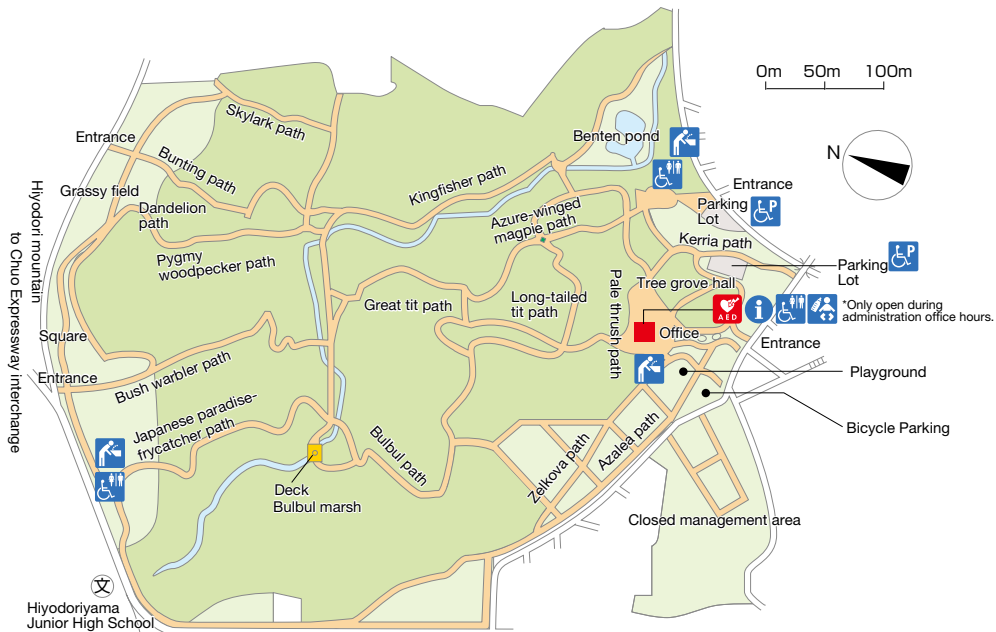 0m 50m 100m
N
Skylark path
Entrance
Bunting path
Grassy field
Dandelion
path
Pygmy
woodpecker path
Kingfisher path
Benten pond
Azure-winged
magpie path
Entrance
Parking
Lot
P
Kerria path
Parking
Lot
P
Tree grove hall
AED
i
*Only open during
administration office hours.
Office
Entrance
Pale thrush path
Great tit path
Long-tailed
tit path
Hiyodori mountain
to Chuo Expressway interchange
Square
Entrance
Bush warbler path
Japanese paradise-
frycatcher path
Bulbul path
Deck
Bulbul marsh
Zelkova path
Azalea path
Playground
Bicycle Parking
Closed management area
文
Hiyodoriyama
Junior High School